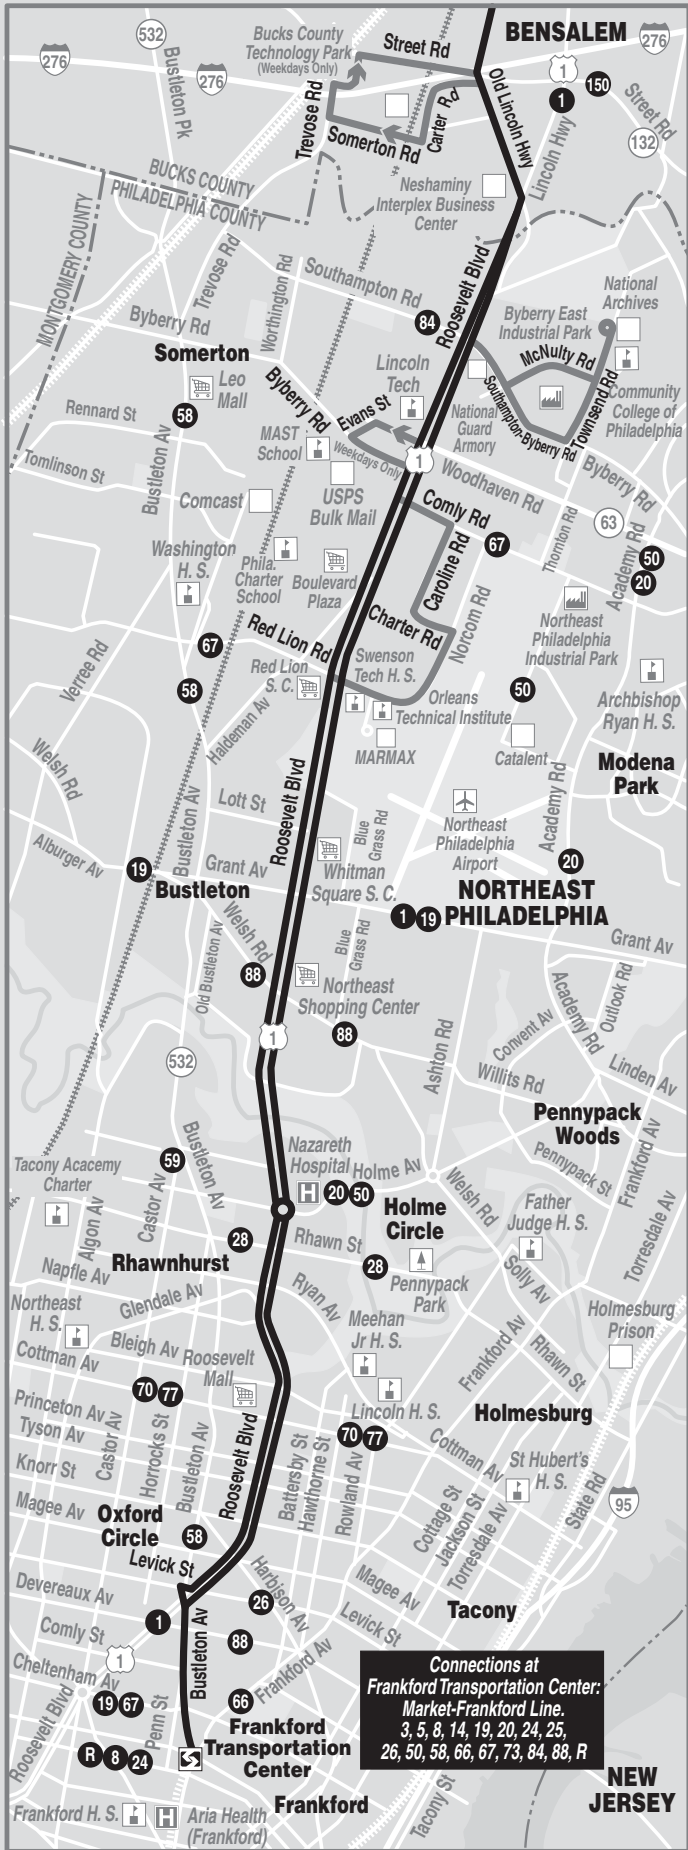 532
Bucks County
Technology Park
(Weekdays Only)
Street Rd
BENSALEM
276
276
276
1
1
150
Street Rd
Bustleton Pk
Trevose Rd
Carter Rd
Somerton Rd
Old Lincoln Hwy
Lincoln Hwy
132
BUCKS COUNTY
PHILADELPHIA COUNTY
MONTGOMERY COUNTY
Neshaminy
Interplex Business
Center
Trevose Rd
Worthington Rd
Southampton Rd
84
Roosevelt Blvd
National
Archives
Byberry East
Industrial Park
McNulty Rd
Byberry Rd
Somerton
Leo
Mall
Byberry Rd
Lincoln
Tech
Evans St
Weekdays Only
National
Guard
Armory
Southampton-Byberry Rd
Townsend Rd
Community
College of
Philadelphia
Rennard St
58
Bustleton Av
MAST
School
1
Woodhaven Rd
Byberry Rd
Tomlinson St
Comcast
USPS
Bulk Mail
Comly Rd
67
Thornton Rd
63
Academy Rd
50
20
Washington
H. S.
Phila.
Charter
School
Boulevard
Plaza
Caroline Rd
Charter Rd
Norcom Rd
Northeast
Philadelphia
Industrial Park
67
Red Lion Rd
Verree Rd
58
Red Lion
S. C.
Swenson
Tech H. S.
50
Archbishop
Ryan H. S.
Haldeman Av
Orleans
Technical Institute
MARMAX
Catalent
Modena
Park
Welsh Rd
Bustleton Av
Lott St
Roosevelt Blvd
Blue
Grass Rd
Northeast
Philadelphia
Airport
Academy Rd
20
Alburger Av
19
Bustleton
Grant Av
Whitman
Square S. C.
1
19
NORTHEAST
PHILADELPHIA
Grant Av
Old Bustleton Av
Welsh Rd
88
Blue
Grass Rd
Northeast
Shopping Center
88
1
Ashton Rd
Academy Rd
Outlook Rd
Convent Av
Willits Rd
Linden Av
532
Pennypack
Woods
Pennypack St
Frankford Av
Torresdale Av
Tacony Acacemy
Charter
59
Bustleton Av
Castor Av
Algon Av
Nazareth
Hospital
Holme Av
20
50
Holme
Circle
Welsh Rd
Father
Judge H. S.
Solly Av
28
Rhawn St
28
Rhawnhurst
Pennypack
Park
Napfle Av
Glendale Av
Ryan Av
Holmesburg
Prison
Northeast
H. S.
Meehan
Jr H. S.
Frankford Av
Rhawn St
Cottman Av
Bleigh Av
Roosevelt
Mall
70
77
Lincoln H. S.
Holmesburg
Princeton Av
Tyson Av
Castor Av
Horrocks St
Bustleton Av
Roosevelt Blvd
Battersby St
Hawthorne St
Rowland Av
70
77
Cottman Av
St Hubert's
H. S.
Knorr St
Magee Av
Oxford
Circle
58
Cottage St
Jackson St
Torresdale Av
State Rd
95
Levick St
Devereaux Av
Harbison Av
26
Magee Av
Tacony
Comly St
1
Bustleton Av
88
Levick St
1
Cheltenham Av
Roosevelt Blvd
19
67
Penn St
66
Frankford Av
Connections at
Frankford Transportation Center:
Market-Frankford Line.
3, 5, 8, 14, 19, 20, 24, 25,
26, 50, 58, 66, 67, 73, 84, 88, R
R
8
24
Frankford
Transportation
Center
Frankford
Tacony St
NEW
JERSEY
Frankford H. S.
Aria Health
(Frankford)